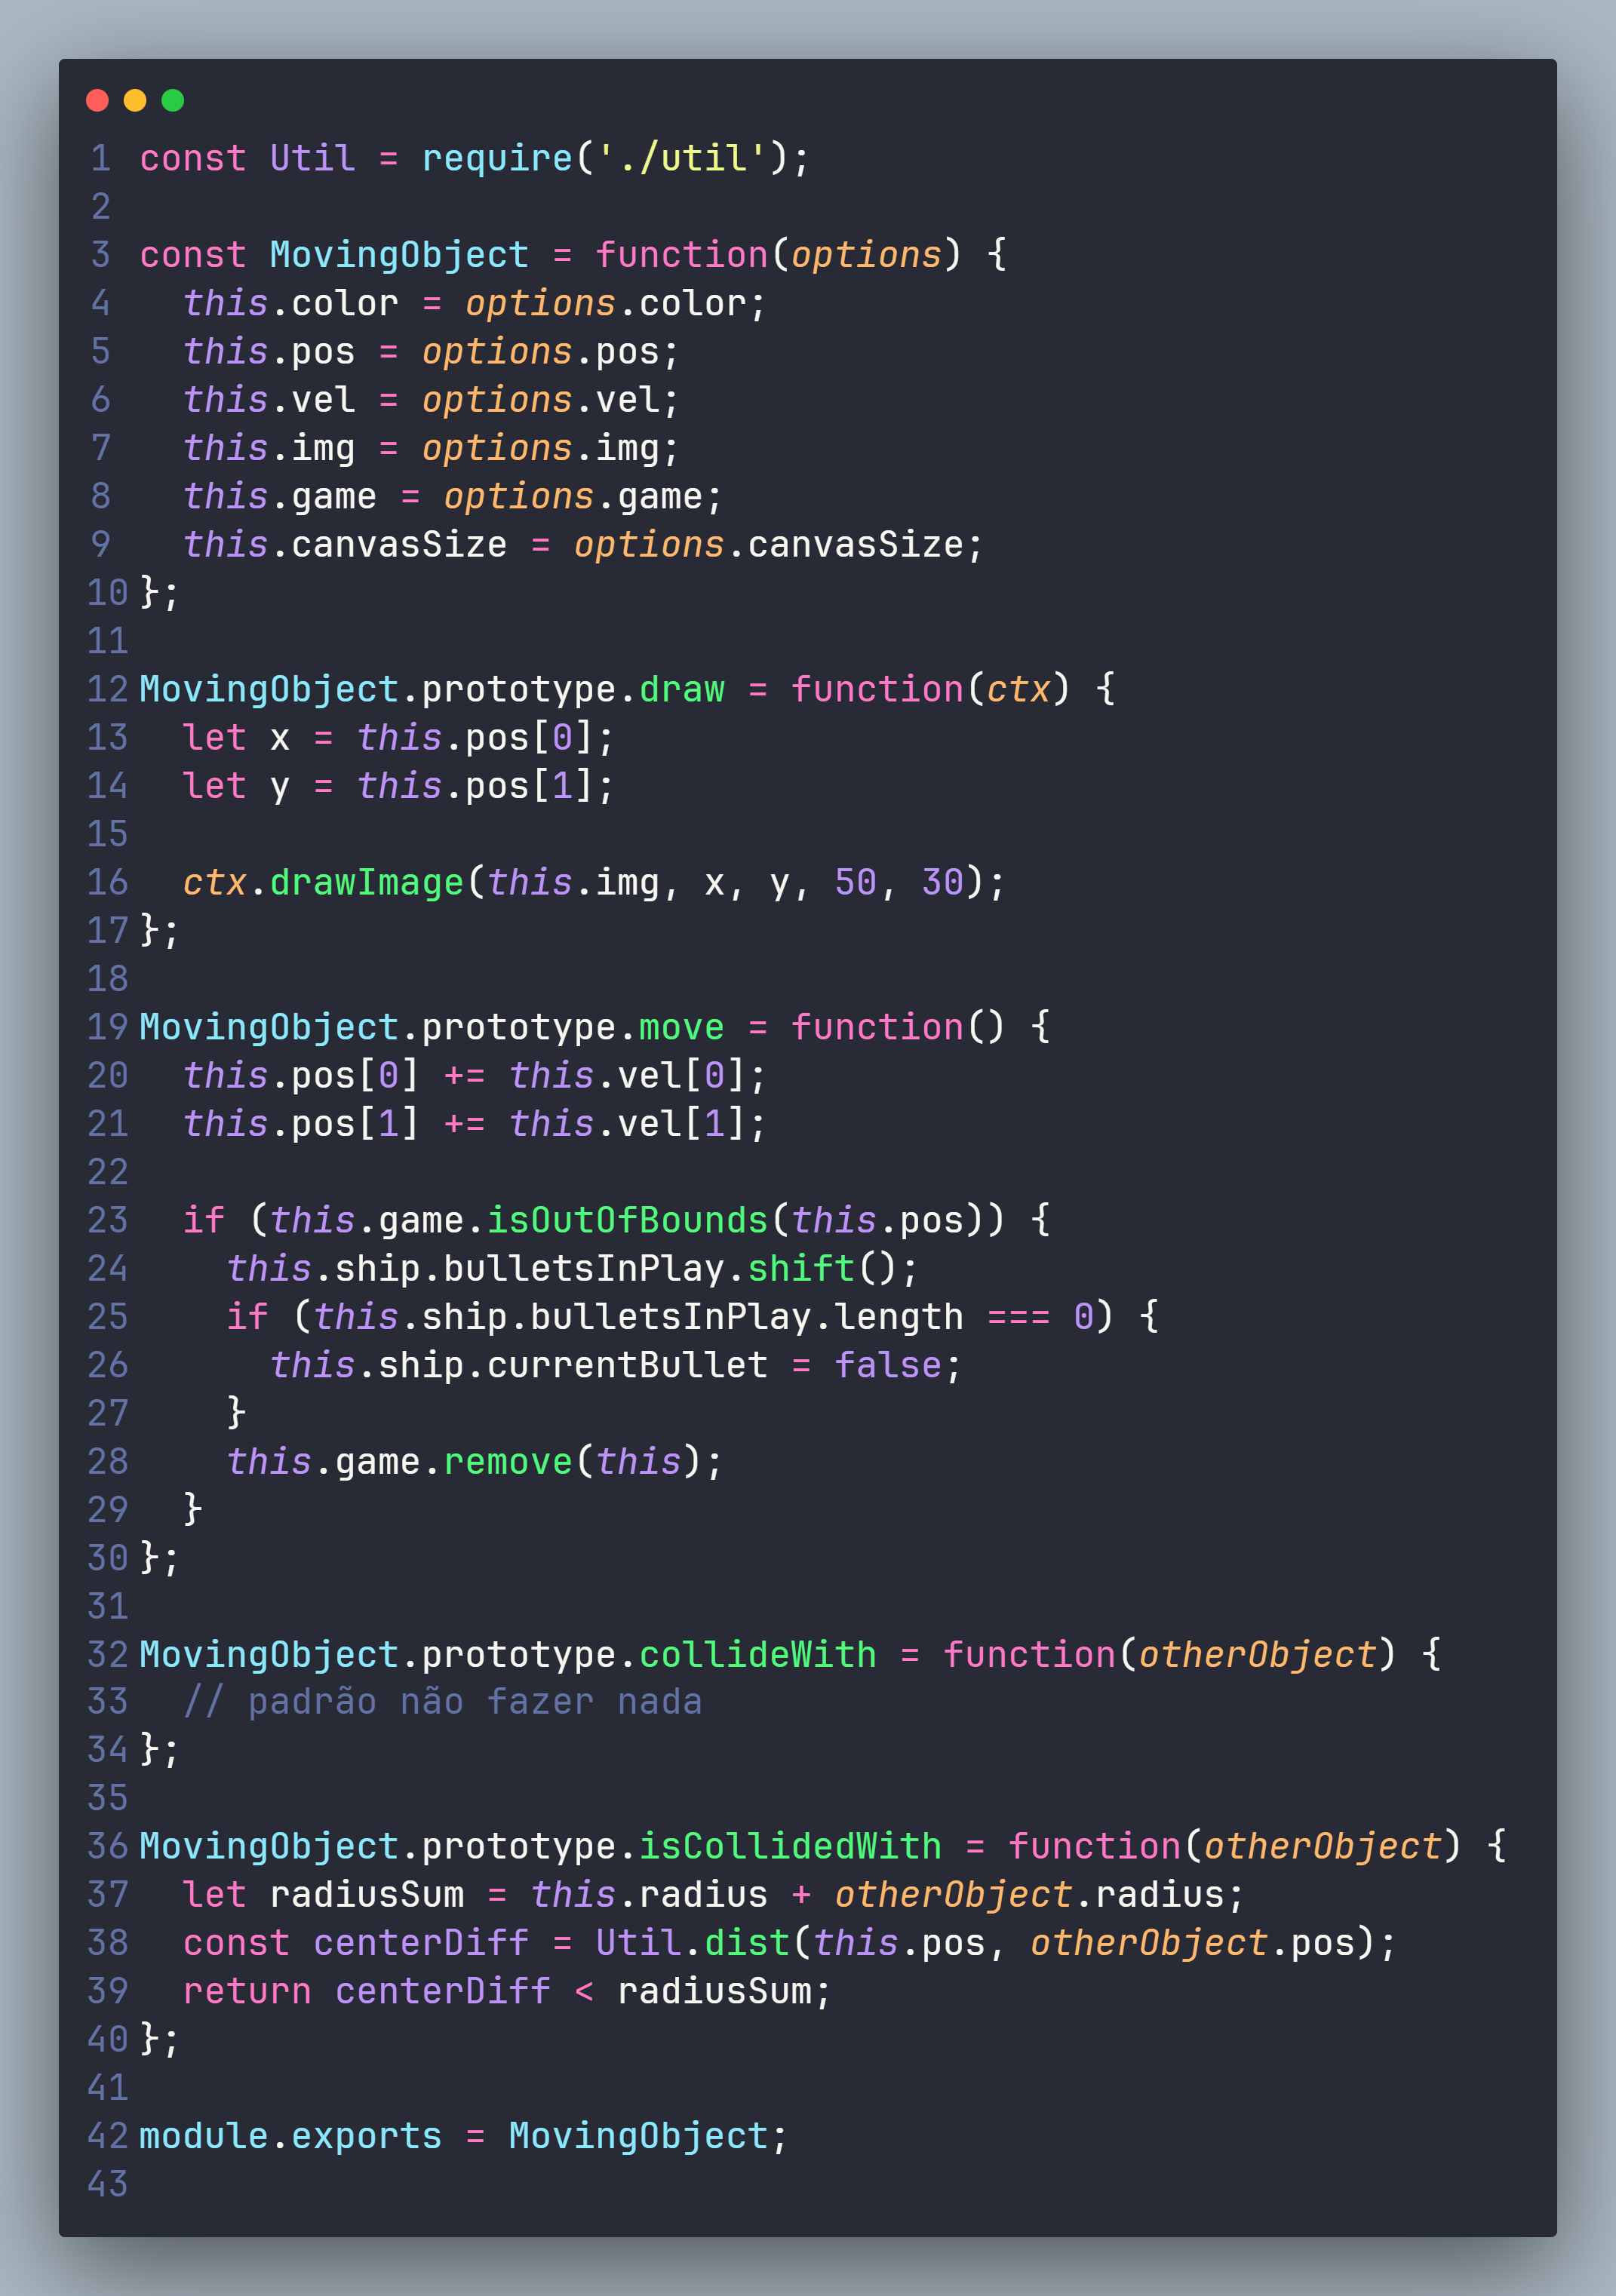 1 const Util = require('./util');
2
3 const MovingObject = function(options) {
4   this.color = options.color;
5   this.pos = options.pos;
6   this.vel = options.vel;
7   this.img = options.img;
8   this.game = options.game;
9   this.canvasSize = options.canvasSize;
10 };
11
12 MovingObject.prototype.draw = function(ctx) {
13   let x = this.pos[0];
14   let y = this.pos[1];
15
16   ctx.drawImage(this.img, x, y, 50, 30);
17 };
18
19 MovingObject.prototype.move = function() {
20   this.pos[0] += this.vel[0];
21   this.pos[1] += this.vel[1];
22
23   if (this.game.isOutOfBounds(this.pos)) {
24     this.ship.bulletsInPlay.shift();
25     if (this.ship.bulletsInPlay.length === 0) {
26       this.ship.currentBullet = false;
27     }
28     this.game.remove(this);
29   }
30 };
31
32 MovingObject.prototype.collideWith = function(otherObject) {
33   // padrão não fazer nada
34 };
35
36 MovingObject.prototype.isCollidedWith = function(otherObject) {
37   let radiusSum = this.radius + otherObject.radius;
38   const centerDiff = Util.dist(this.pos, otherObject.pos);
39   return centerDiff < radiusSum;
40 };
41
42 module.exports = MovingObject;
43